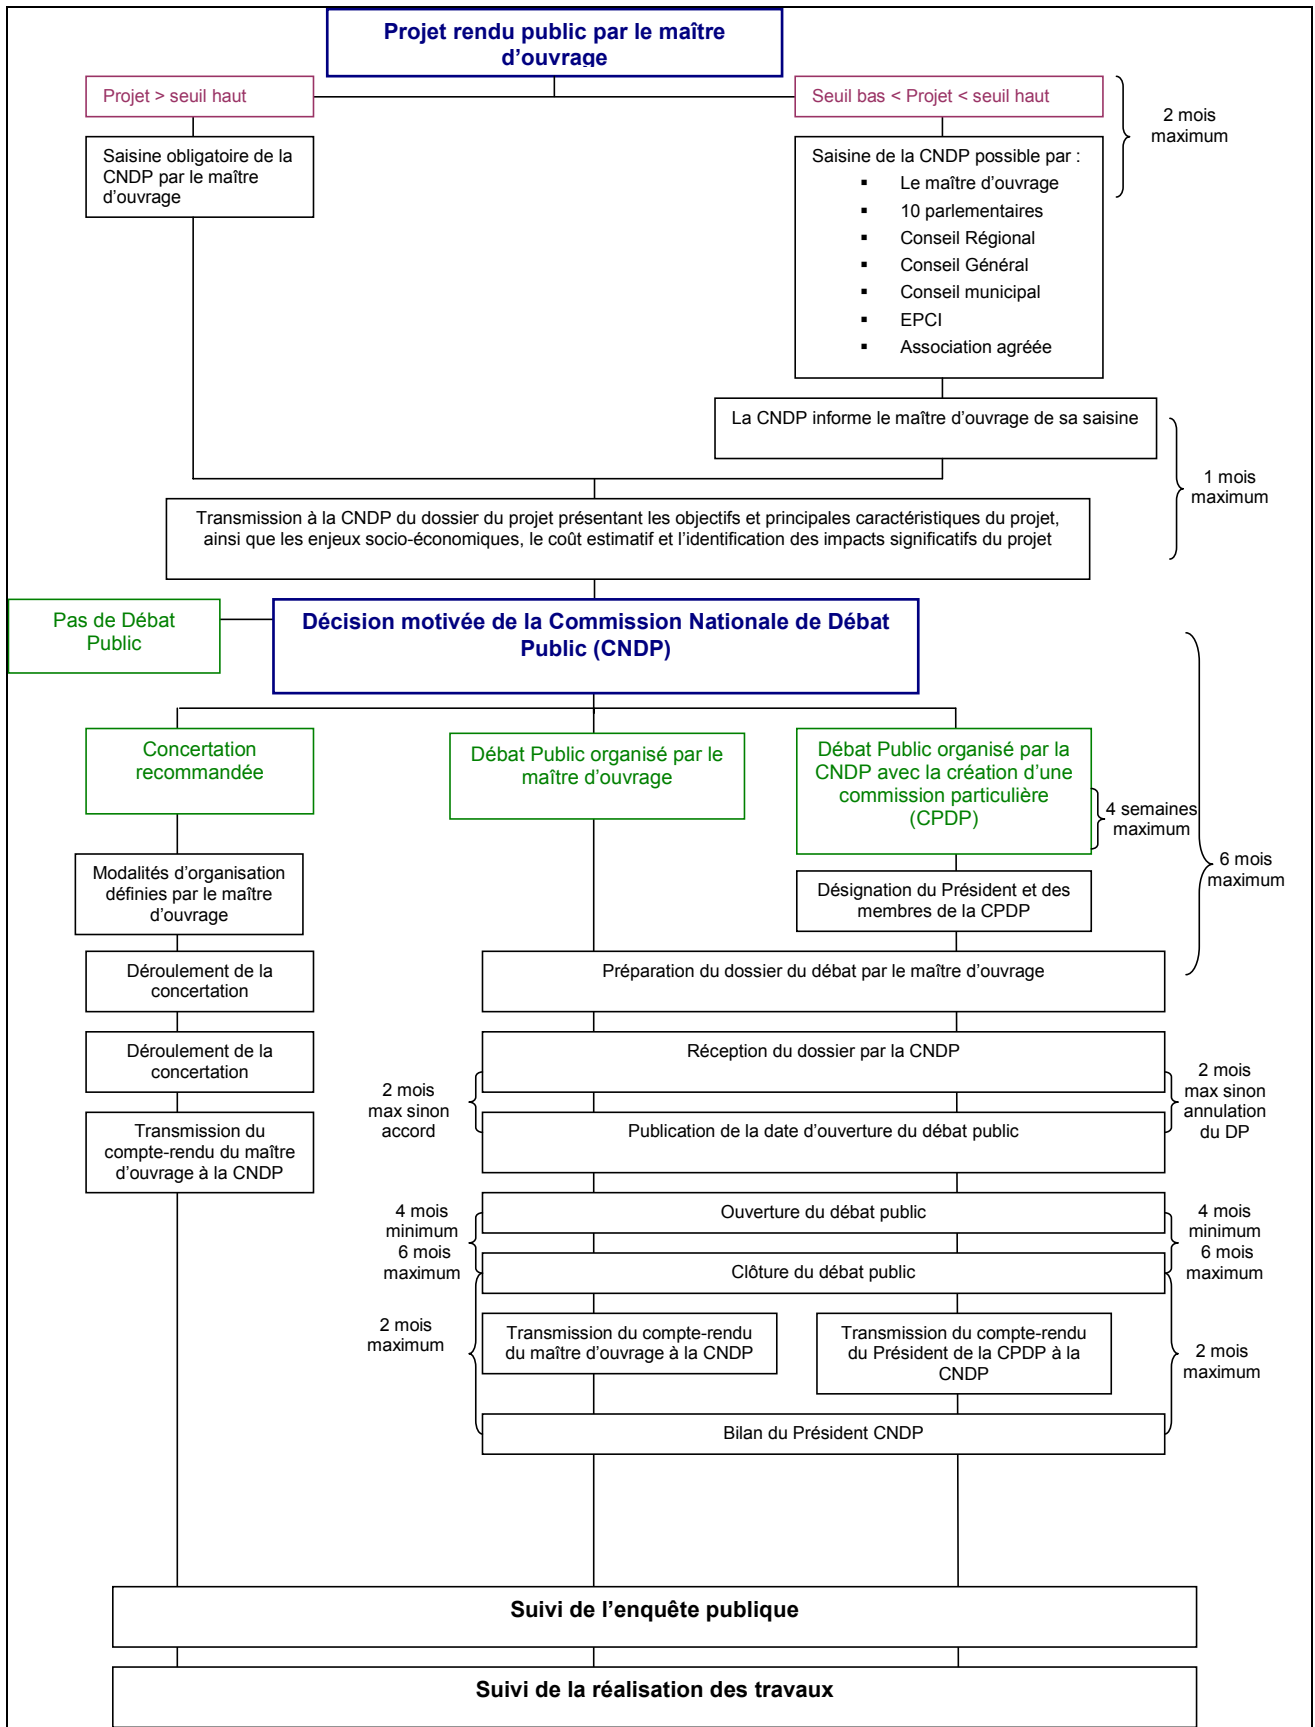 Projet rendu public par le maître
d'ouvrage
Projet > seuil haut
Seuil bas < Projet < seuil haut
2 mois
maximum
Saisine obligatoire de la
CNDP par le maître
d'ouvrage
Saisine de la CNDP possible par :
▪ Le maître d'ouvrage
▪ 10 parlementaires
▪ Conseil Régional
▪ Conseil Général
▪ Conseil municipal
▪ EPCI
▪ Association agréée
La CNDP informe le maître d'ouvrage de sa saisine
1 mois
maximum
Transmission à la CNDP du dossier du projet présentant les objectifs et principales caractéristiques du projet,
ainsi que les enjeux socio-économiques, le coût estimatif et l'identification des impacts significatifs du projet
Pas de Débat
Public
Décision motivée de la Commission Nationale de Débat
Public (CNDP)
Concertation
recommandée
Débat Public organisé par le
maître d'ouvrage
Débat Public organisé par la
CNDP avec la création d'une
commission particulière
(CPDP)
4 semaines
maximum
6 mois
maximum
Modalités d'organisation
définies par le maître
d'ouvrage
Désignation du Président et des
membres de la CPDP
Déroulement de la
concertation
Préparation du dossier du débat par le maître d'ouvrage
Déroulement de la
concertation
Réception du dossier par la CNDP
2 mois
max sinon
accord
2 mois
max sinon
annulation
du DP
Transmission du
compte-rendu du maître
d'ouvrage à la CNDP
Publication de la date d'ouverture du débat public
4 mois
minimum
6 mois
maximum
Ouverture du débat public
4 mois
minimum
6 mois
maximum
Clôture du débat public
2 mois
maximum
Transmission du compte-rendu
du maître d'ouvrage à la CNDP
Transmission du compte-rendu
du Président de la CPDP à la
CNDP
2 mois
maximum
Bilan du Président CNDP
Suivi de l'enquête publique
Suivi de la réalisation des travaux